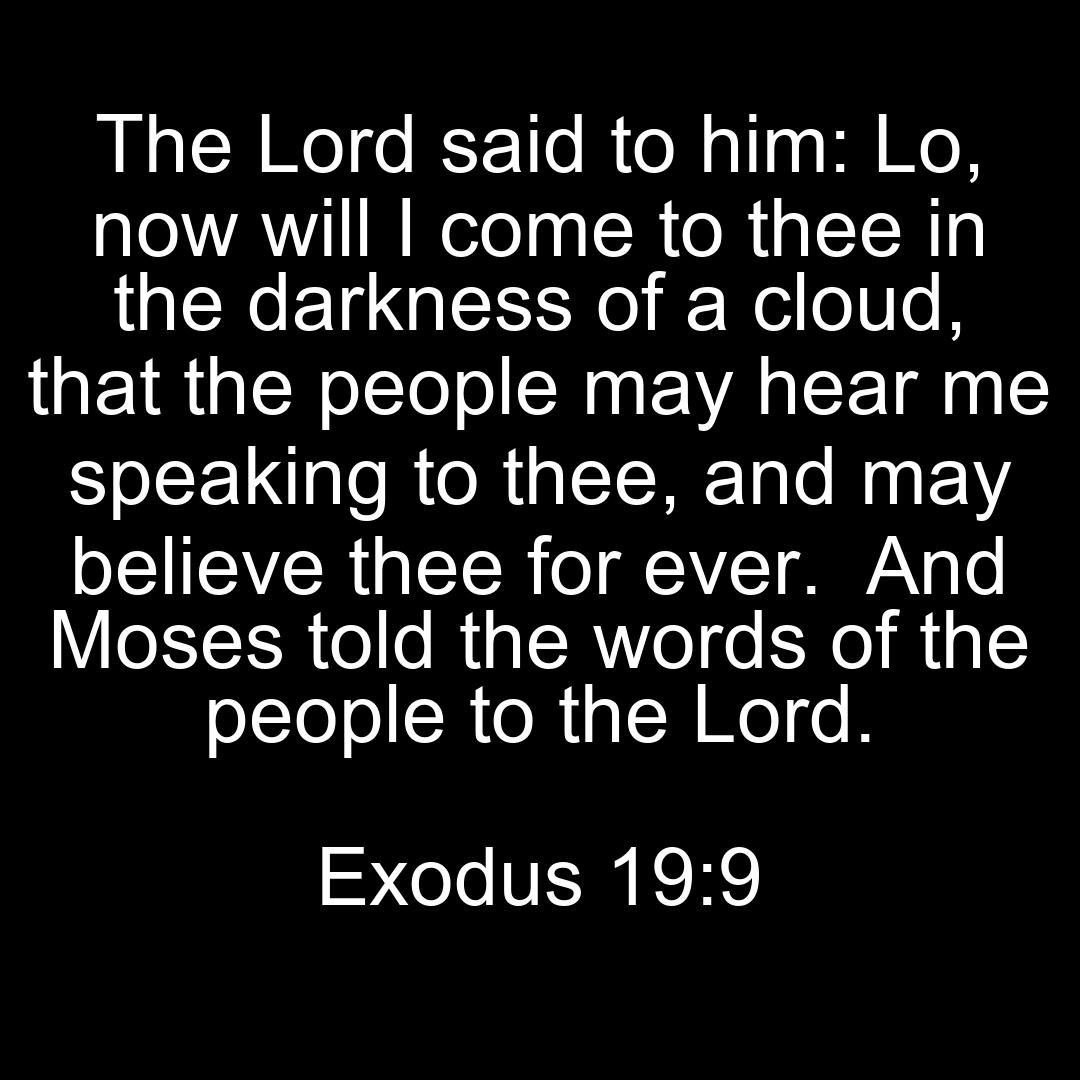 The Lord said to him: Lo,
now will I come to thee in
the darkness of a cloud,
that the people may hear me
speaking to thee, and may
believe thee for ever.  And
Moses told the words of the
people to the Lord.
Exodus 19:9